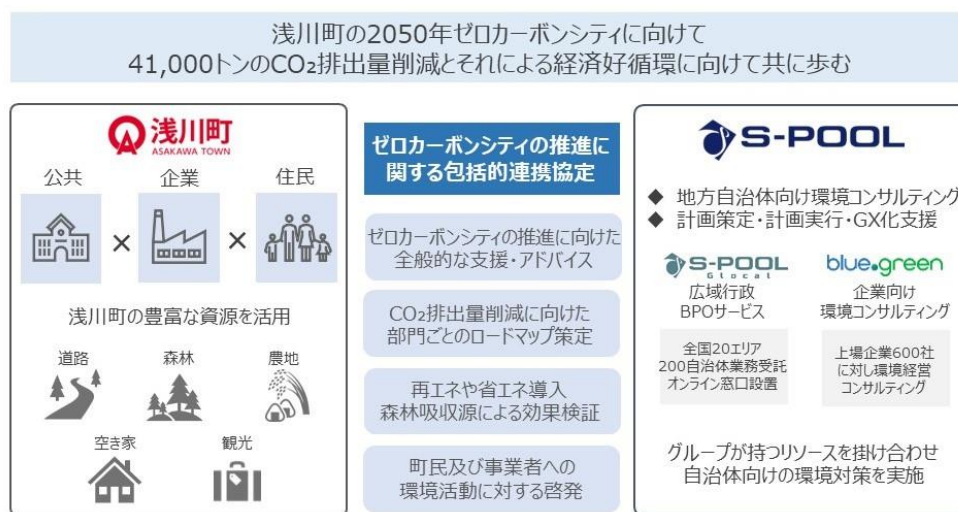 浅川町の2050年ゼロカーボンシティに向けて
41,000トンのCO₂排出量削減とそれによる経済好循環に向けて共に歩む
浅川町
ASAKAWA TOWN
公共
企業
住民
×
×
浅川町の豊富な資源を活用
道路
森林
農地
空き家
観光
ゼロカーボンシティの推進に
関する包括的連携協定
ゼロカーボンシティの推進に向けた
全般的な支援・アドバイス
CO₂排出量削減に向けた
部門ごとのロードマップ策定
再エネや省エネ導入
森林吸収源による効果検証
町民及び事業者への
環境活動に対する啓発
S-POOL
◆ 地方自治体向け環境コンサルティング
◆ 計画策定・計画実行・GX化支援
S-POOL
Glocal
広域行政
BPOサービス
全国20エリア
200自治体業務受託
オンライン窓口設置
blue.green
企業向け
環境コンサルティング
上場企業600社
に対し環境経営
コンサルティング
グループが持つリソースを掛け合わせ
自治体向けの環境対策を実施